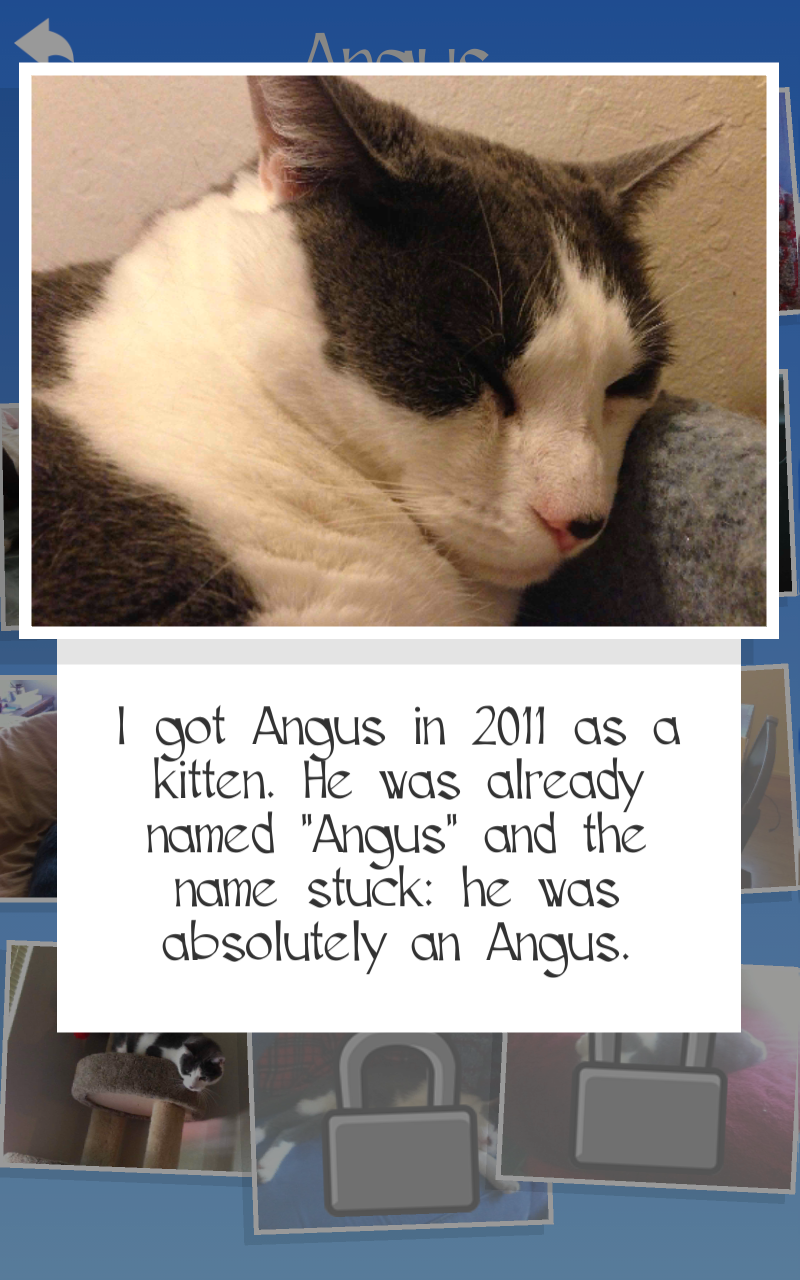 Angus
I got Angus in 2011 as a
kitten. He was already
named "Angus" and the
name stuck: he was
absolutely an Angus.